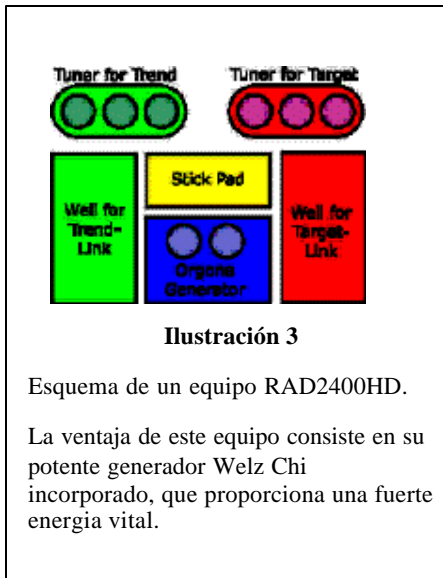 Tuner for Trend
Tuner for Target
Stick Pad
Well for
Trend-
Link
Well for
Target-
Link
Orgone
Generator
Ilustración 3
Esquema de un equipo RAD2400HD.
La ventaja de este equipo consiste en su
potente generador Welz Chi
incorporado, que proporciona una fuerte
energia vital.